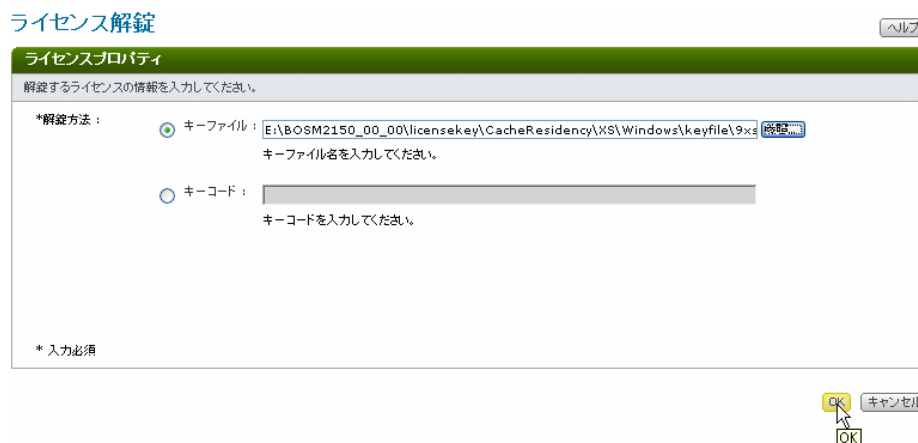 ライセンス解錠
ヘルプ
ライセンスプロパティ
解錠するライセンスの情報を入力してください。
*解錠方法：
キーファイル：
E:\BOSM2150_00_00\licensekey\CacheResidency\XS\Windows\keyfile\9xs
キーファイル名を入力してください。
キーコード：
キーコードを入力してください。
* 入力必須
OK
キャンセル
OK